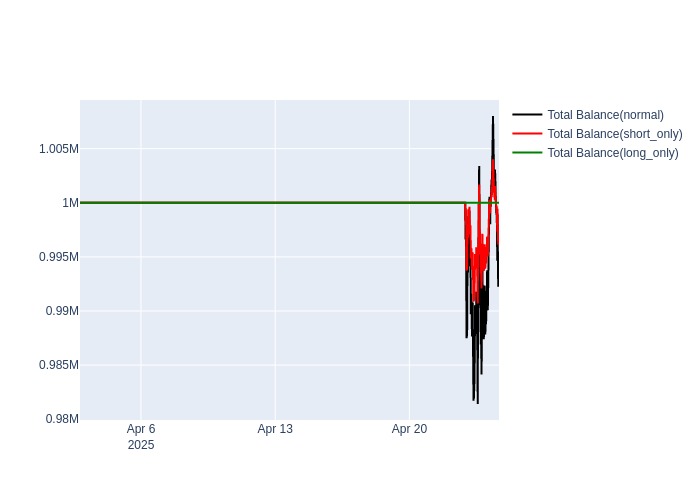 Total Balance(normal)
Total Balance(short_only)
Total Balance(long_only)
1.005M
1M
0.995M
0.99M
0.985M
0.98M
Apr 6
2025
Apr 13
Apr 20